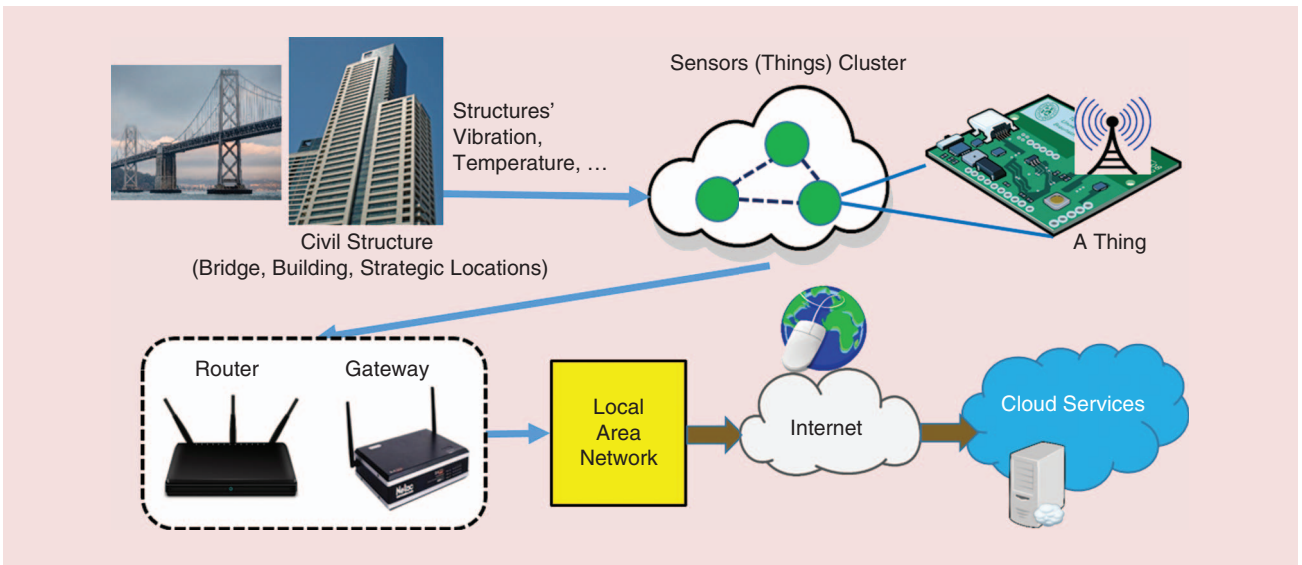 Sensors (Things) Cluster
Structures’
Vibration,
Temperature, …
Civil Structure
(Bridge, Building, Strategic Locations)
A Thing
Router
Gateway
Local
Area
Network
Internet
Cloud Services